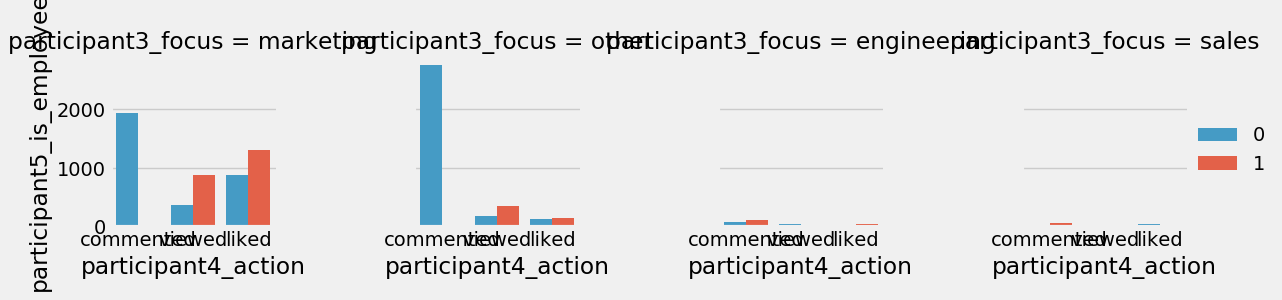 participant3_focus = marketing
participant3_focus = other
participant3_focus = engineering
participant3_focus = sales
participant5_is_employee
2000
1000
0
commented viewed liked
commented viewed liked
commented viewed liked
commented viewed liked
participant4_action
participant4_action
participant4_action
participant4_action
0
1